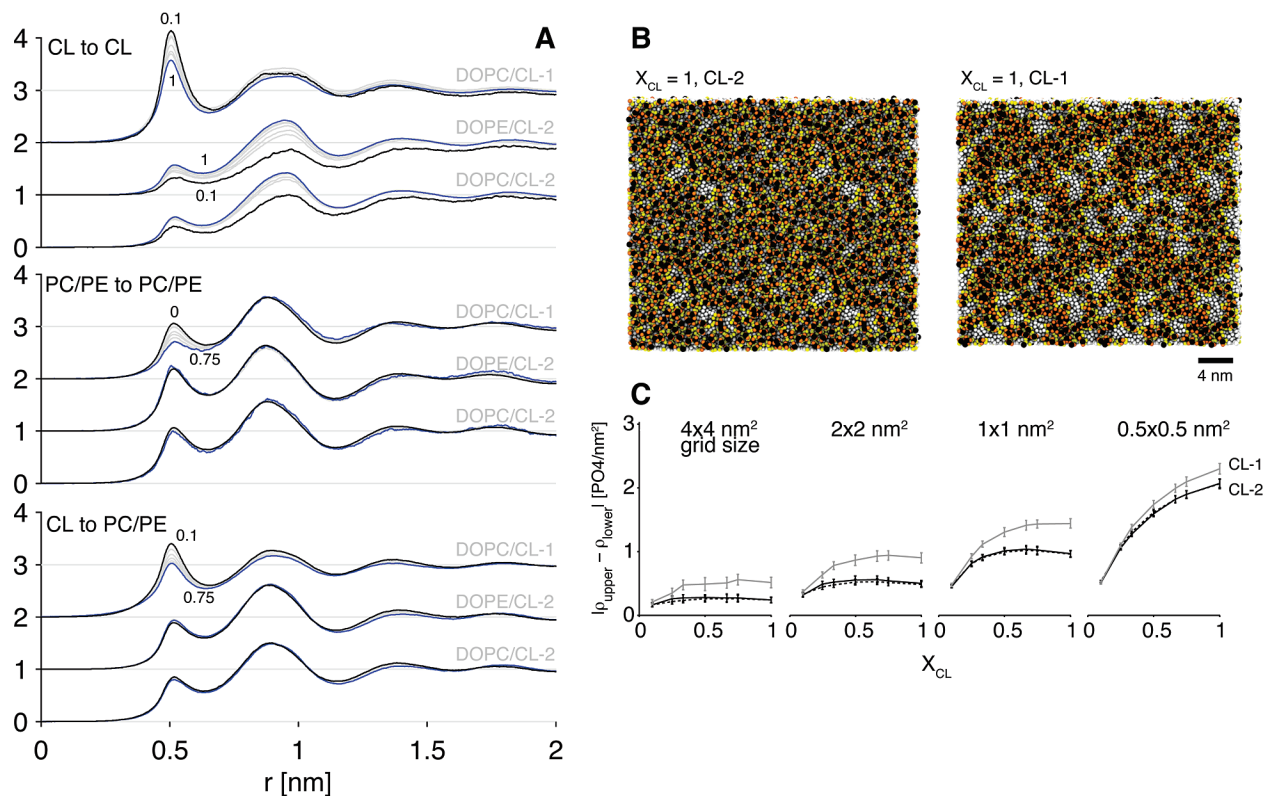 A
CL to CL
0.1
1
DOPC/CL-1
DOPE/CL-2
1
0.1
DOPC/CL-2
4
3
2
1
0
PC/PE to PC/PE
0
0.75
DOPC/CL-1
DOPE/CL-2
DOPC/CL-2
4
3
2
1
0
CL to PC/PE
0.1
0.75
DOPC/CL-1
DOPE/CL-2
DOPC/CL-2
4
3
2
1
0
0 0.5 1 1.5 2
r [nm]
B
X_CL = 1, CL-2
X_CL = 1, CL-1
4 nm
C
4x4 nm²
grid size
2x2 nm²
1x1 nm²
0.5x0.5 nm²
CL-1
CL-2
|ρ_upper − ρ_lower| [PO4/nm²]
3
2
1
0
0 0.5 1 0 0.5 1 0 0.5 1 0 0.5 1
X_CL